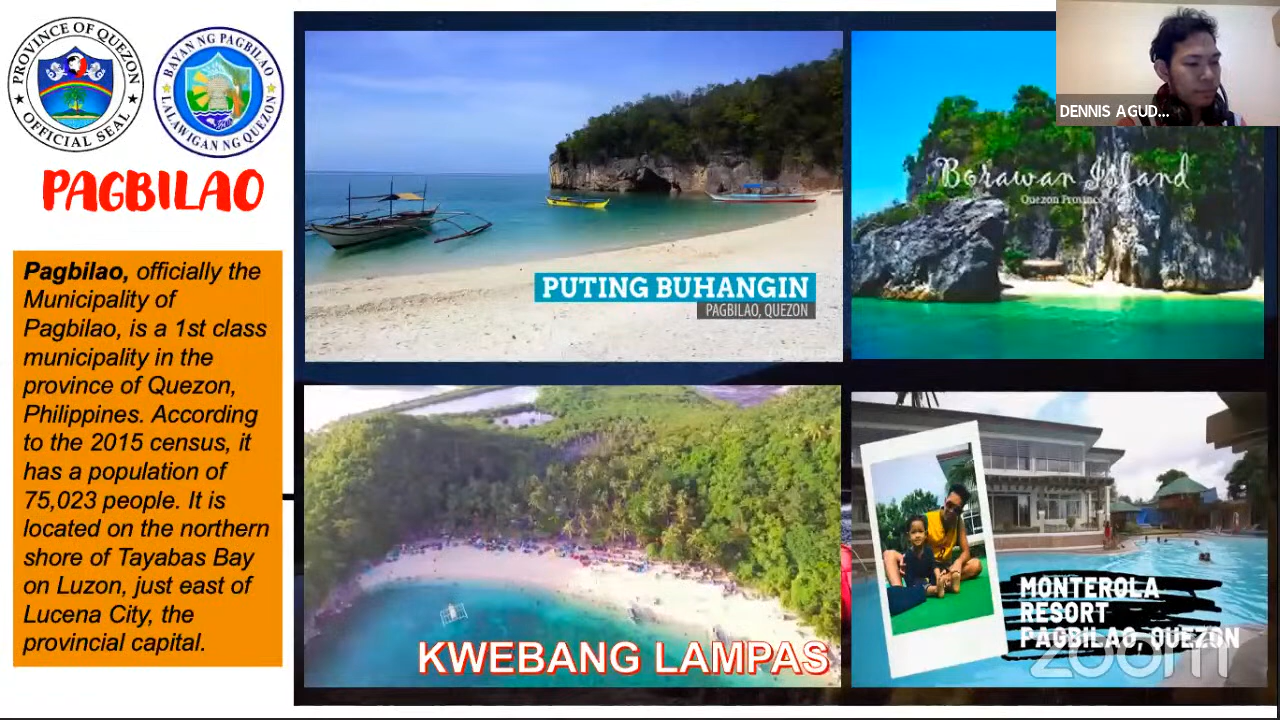 PROVINCE OF QUEZON
OFFICIAL SEAL
BAYAN NG PAGBILAO
LALAWIGAN NG QUEZON
PAGBILAO
Pagbilao, officially the
Municipality of
Pagbilao, is a 1st class
municipality in the
province of Quezon,
Philippines. According
to the 2015 census, it
has a population of
75,023 people. It is
located on the northern
shore of Tayabas Bay
on Luzon, just east of
Lucena City, the
provincial capital.
PUTING BUHANGIN
PAGBILAO, QUEZON
DENNIS AGUD...
Borawan Island
Quezon Province
KWEBANG LAMPAS
MONTEROLA
RESORT
PAGBILAO, QUEZON
zoom